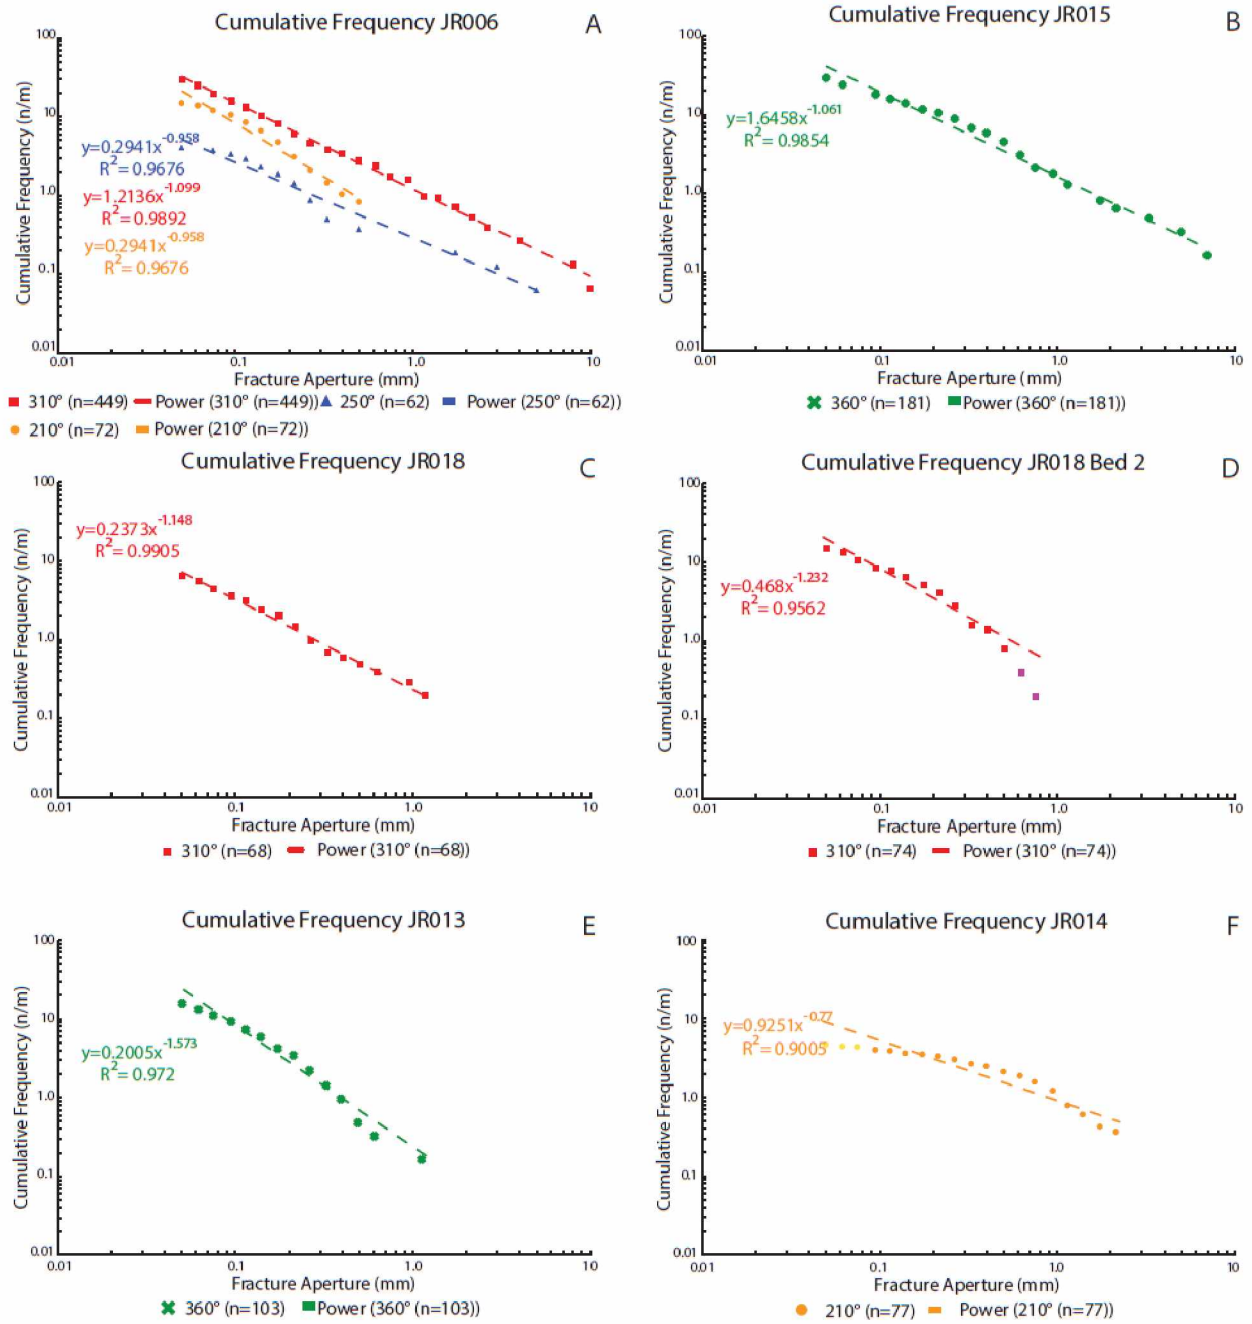 Cumulative Frequency JR006
A
Cumulative Frequency (n/m)
100
10
1.0
0.1
0.01
y=0.2941x^-0.958
R^2=0.9676
y=1.2136x^-1.099
R^2=0.9892
y=0.2941x^-0.958
R^2=0.9676
0.01 0.1 1.0 10
Fracture Aperture (mm)
310° (n=449) Power (310° (n=449)) 250° (n=62) Power (250° (n=62))
210° (n=72) Power (210° (n=72))
Cumulative Frequency JR015
B
Cumulative Frequency (n/m)
100
10
1.0
0.1
0.01
y=1.6458x^-1.061
R^2=0.9854
0.01 0.1 1.0 10
Fracture Aperture (mm)
360° (n=181) Power (360° (n=181))
Cumulative Frequency JR018
C
Cumulative Frequency (n/m)
100
10
1.0
0.1
0.01
y=0.2373x^-1.148
R^2= 0.9905
0.01 0.1 1.0 10
Fracture Aperture (mm)
310° (n=68) Power (310° (n=68))
Cumulative Frequency JR018 Bed 2
D
Cumulative Frequency (n/m)
100
10
1.0
0.1
0.01
y=0.468x^-1.232
R^2= 0.9562
0.01 0.1 1.0 10
Fracture Aperture (mm)
310° (n=74) Power (310° (n=74))
Cumulative Frequency JR013
E
Cumulative Frequency (n/m)
100
10
1.0
0.1
0.01
y=0.2005x^-1.573
R^2= 0.972
0.01 0.1 1.0 10
Fracture Aperture (mm)
360° (n=103) Power (360° (n=103))
Cumulative Frequency JR014
F
Cumulative Frequency (n/m)
100
10
1.0
0.1
0.01
y=0.9251x^-0.77
R^2= 0.9005
0.01 0.1 1.0 10
Fracture Aperture (mm)
210° (n=77) Power (210° (n=77))